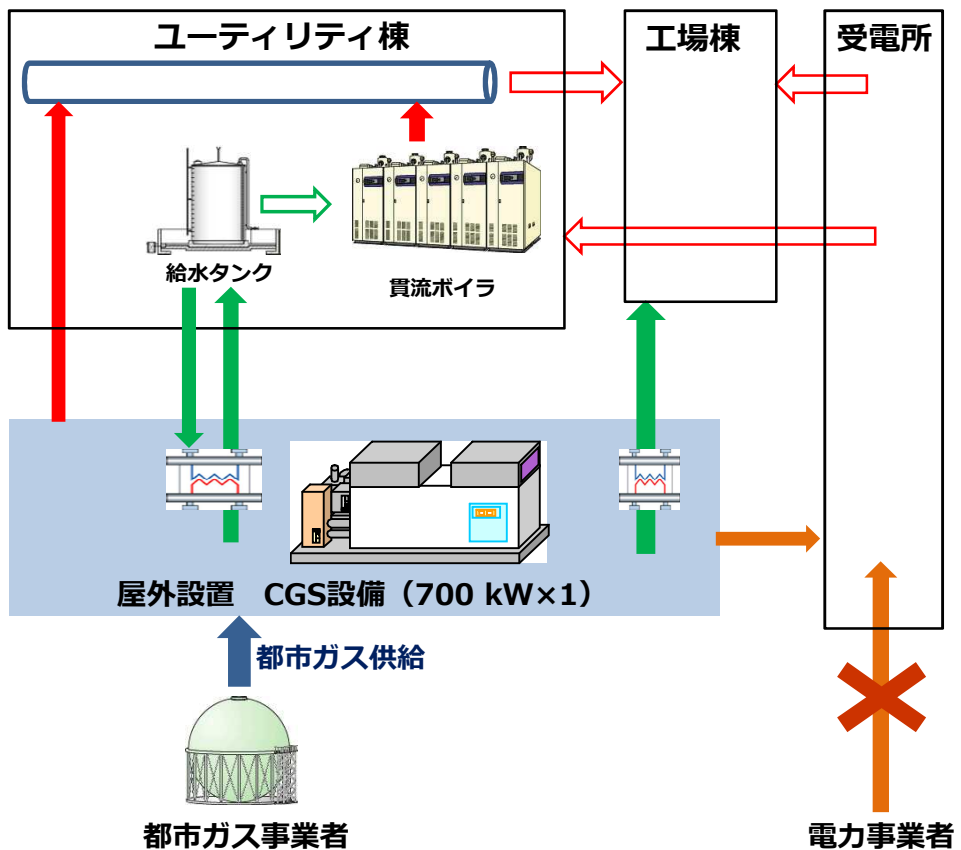 ユーティリティ棟
工場棟
受電所
給水タンク
貫流ボイラ
屋外設置 CGS設備（700 kW×1）
都市ガス供給
都市ガス事業者
電力事業者